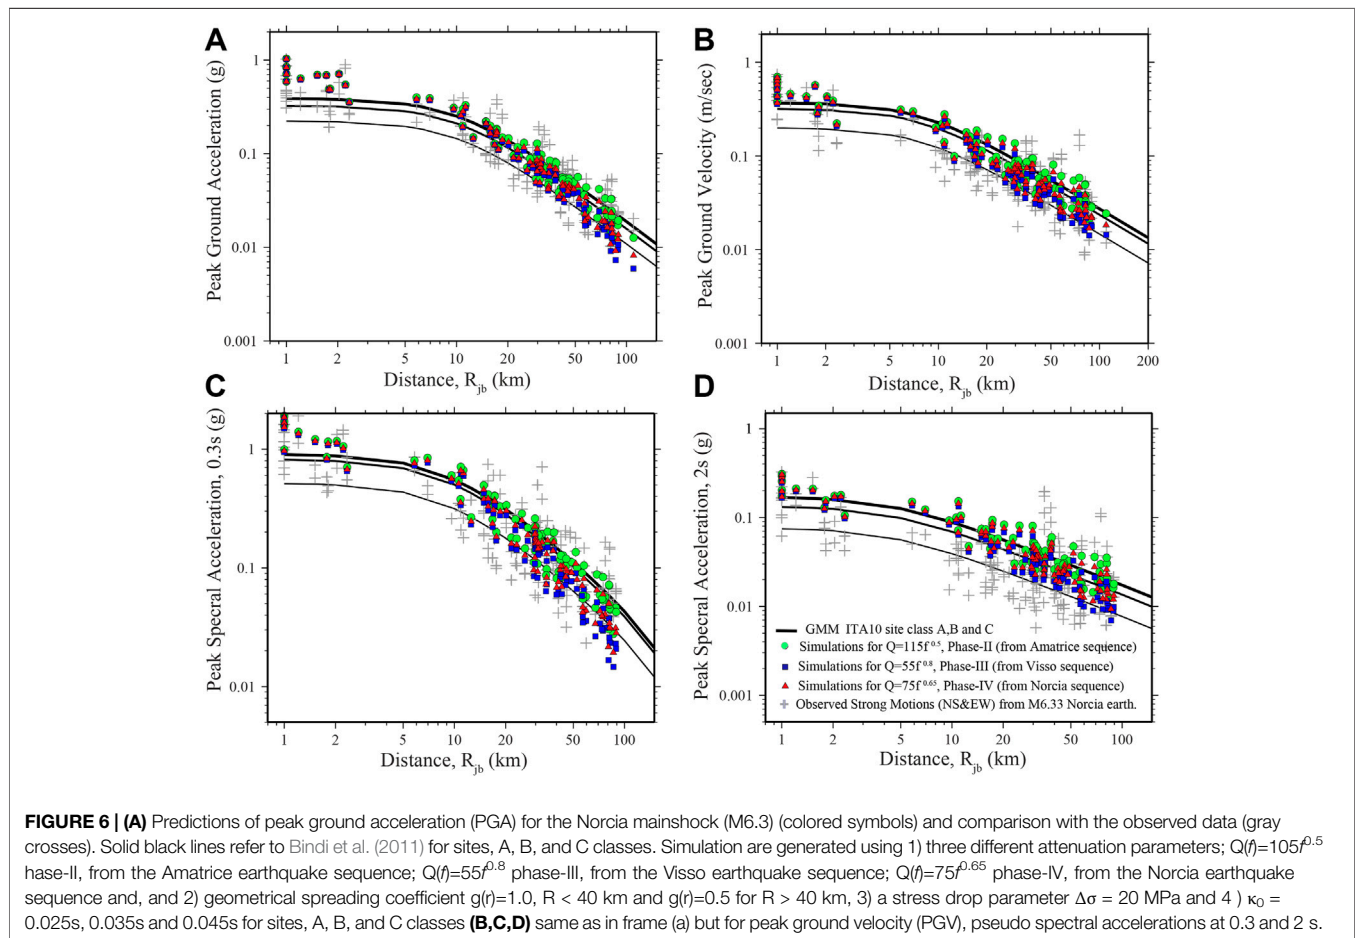 A
B
1
0.1
0.01
0.001
Peak Ground Acceleration (g)
1 2 5 10 20 50 100
Distance, Rjb (km)
1
0.1
0.01
0.001
Peak Ground Velocity (m/sec)
1 2 5 10 20 50 100 200
Distance, Rjb (km)
C
D
1
0.1
0.01
Peak Specral Acceleration, 0.3s (g)
1 2 5 10 20 50 100
Distance, Rjb (km)
1
0.1
0.01
0.001
Peak Specral Acceleration, 2s (g)
GMM ITA10 site class A,B and C
Simulations for Q=115f0.5, Phase-II (from Amatrice sequence)
Simulations for Q=55f0.8, Phase-III (from Visso sequence)
Simulations for Q=75f0.65, Phase-IV (from Norcia sequence)
Observed Strong Motions (NS&EW) from M6.33 Norcia earth.
1 2 5 10 20 50 100
Distance, Rjb (km)
FIGURE 6 | (A) Predictions of peak ground acceleration (PGA) for the Norcia mainshock (M6.3) (colored symbols) and comparison with the observed data (gray
crosses). Solid black lines refer to Bindi et al. (2011) for sites, A, B, and C classes. Simulation are generated using 1) three different attenuation parameters; Q(f)=105f0.5
hase-II, from the Amatrice earthquake sequence; Q(f)=55f0.8 phase-III, from the Visso earthquake sequence; Q(f)=75f0.65 phase-IV, from the Norcia earthquake
sequence and, and 2) geometrical spreading coefficient g(r)=1.0, R < 40 km and g(r)=0.5 for R > 40 km, 3) a stress drop parameter Δσ = 20 MPa and 4 ) κ0 =
0.025s, 0.035s and 0.045s for sites, A, B, and C classes (B,C,D) same as in frame (a) but for peak ground velocity (PGV), pseudo spectral accelerations at 0.3 and 2 s.